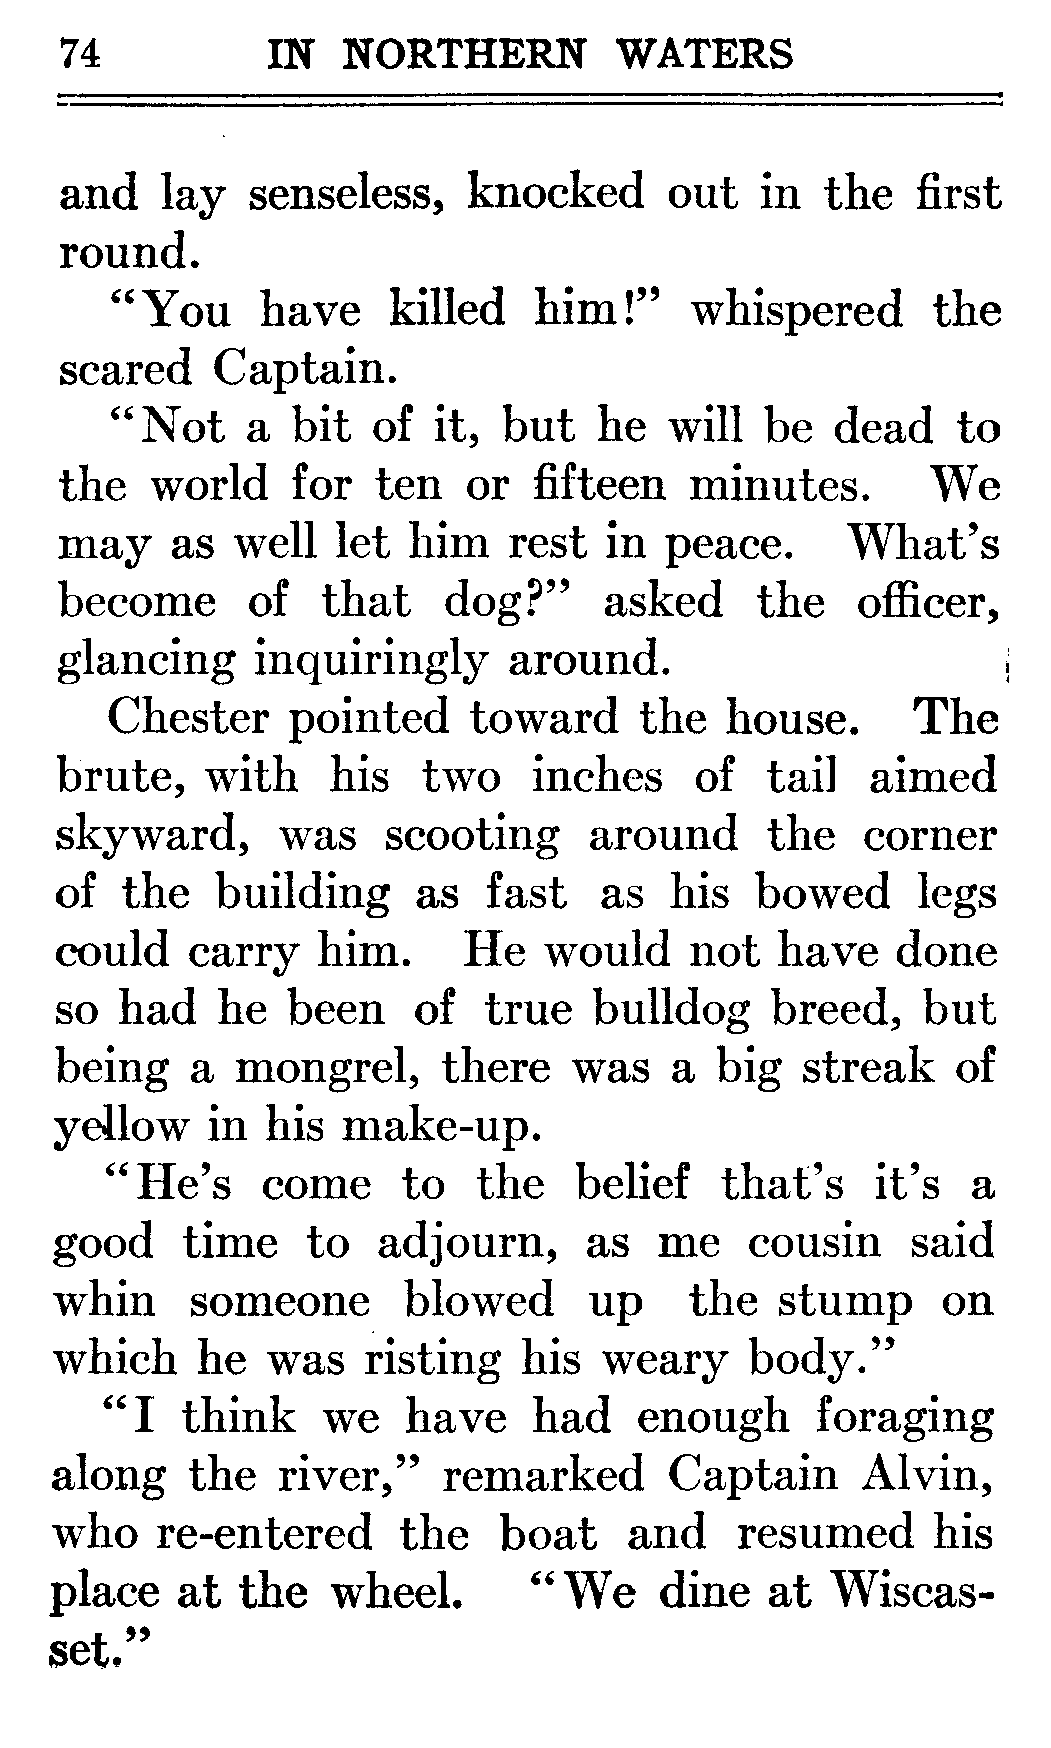 74 IN NORTHERN WATERS
and lay senseless, knocked out in the first
round.
"You have killed him!" whispered the
scared Captain.
"Not a bit of it, but he will be dead to
the world for ten or fifteen minutes. We
may as well let him rest in peace. What's
become of that dog?" asked the officer,
glancing inquiringly around.
Chester pointed toward the house. The
brute, with his two inches of tail aimed
skyward, was scooting around the corner
of the building as fast as his bowed legs
could carry him. He would not have done
so had he been of true bulldog breed, but
being a mongrel, there was a big streak of
yellow in his make-up.
"He's come to the belief that's it's a
good time to adjourn, as me cousin said
whin someone blowed up the stump on
which he was risting his weary body."
"I think we have had enough foraging
along the river," remarked Captain Alvin,
who re-entered the boat and resumed his
place at the wheel. "We dine at Wiscas-
set."